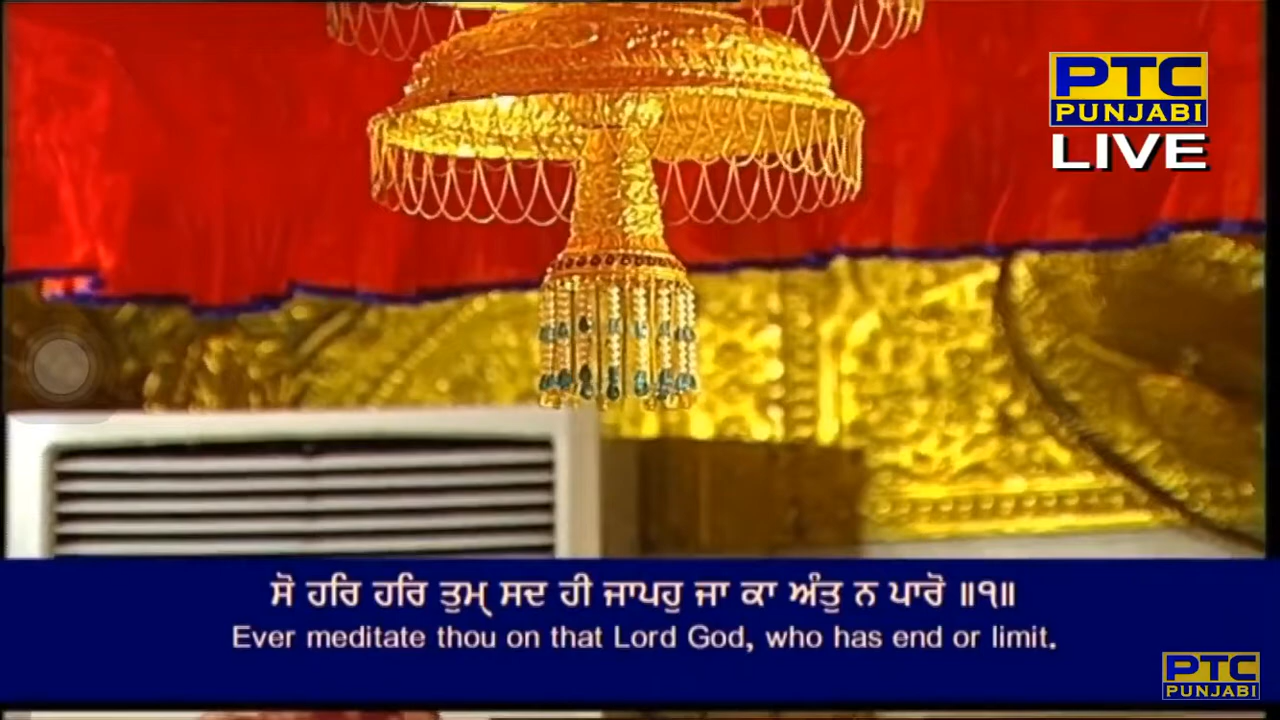 PTC
PUNJABI
LIVE
ਸੋ ਹਰਿ ਹਰਿ ਤੁਮ੍ ਸਦ ਹੀ ਜਾਪਹੁ ਜਾ ਕਾ ਅੰਤੁ ਨ ਪਾਰੋ ॥੧॥
Ever meditate thou on that Lord God, who has end or limit.
PTC
PUNJABI